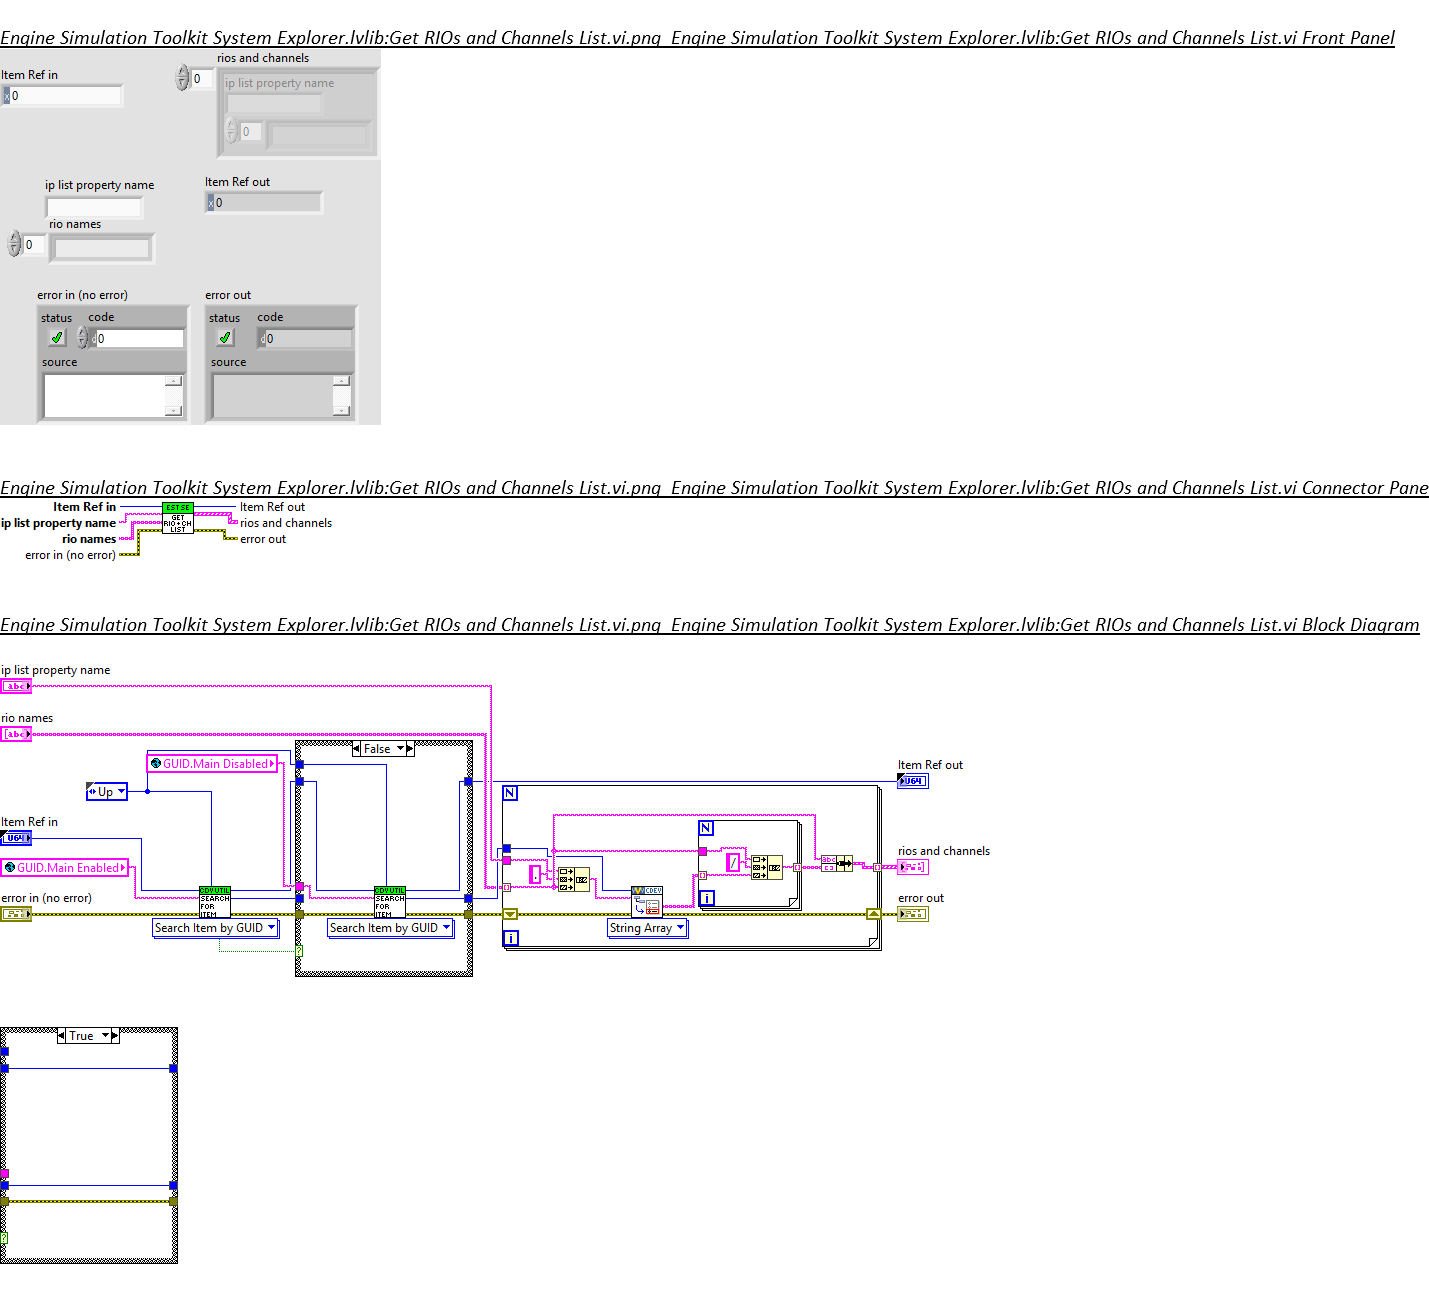 Engine Simulation Toolkit System Explorer.lvlib:Get RIOs and Channels List.vi.png Engine Simulation Toolkit System Explorer.lvlib:Get RIOs and Channels List.vi Front Panel
rios and channels
Item Ref in
0
x 0
ip list property name
0
ip list property name
Item Ref out
x 0
rio names
0
error in (no error)
error out
status code
status code
d 0
d 0
source
source
Engine Simulation Toolkit System Explorer.lvlib:Get RIOs and Channels List.vi.png Engine Simulation Toolkit System Explorer.lvlib:Get RIOs and Channels List.vi Connector Pane
Item Ref in
EST SE
GET
RIO+CH
LIST
Item Ref out
ip list property name
rios and channels
rio names
error out
error in (no error)
Engine Simulation Toolkit System Explorer.lvlib:Get RIOs and Channels List.vi.png Engine Simulation Toolkit System Explorer.lvlib:Get RIOs and Channels List.vi Block Diagram
ip list property name
abc
rio names
[abc
False
GUID.Main Disabled
Item Ref out
U64
Up
N
Item Ref in
U64
N
rios and channels
abc
/
GUID.Main Enabled
.
error in (no error)
CDV UTIL
SEARCH
FOR
ITEM
CDV UTIL
SEARCH
FOR
ITEM
CDEV
i
error out
Search Item by GUID
Search Item by GUID
String Array
i
?
True
?